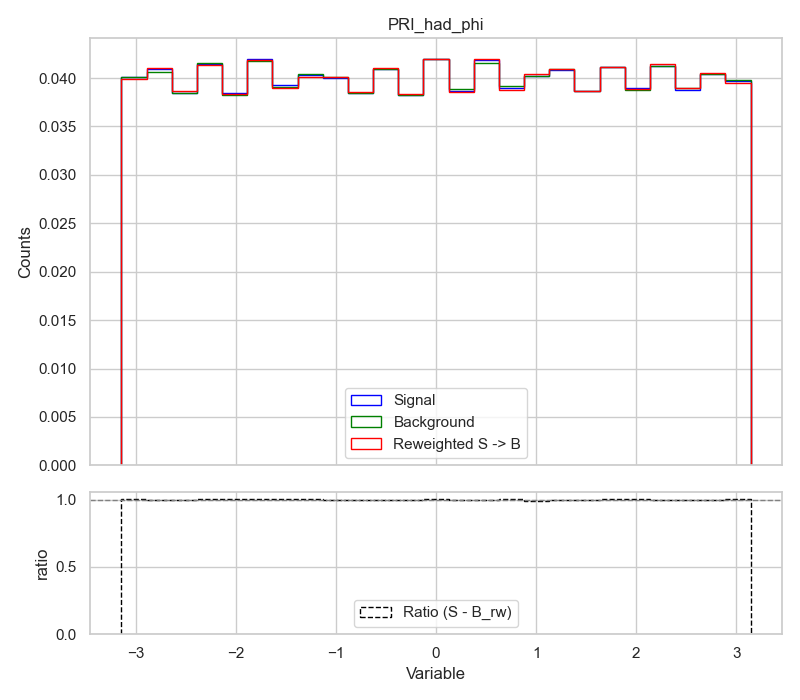 PRI_had_phi
0.040
0.035
0.030
0.025
0.020
0.015
0.010
0.005
0.000
Counts
Signal
Background
Reweighted S -> B
1.0
0.5
0.0
ratio
Ratio (S - B_rw)
−3 −2 −1 0 1 2 3
Variable